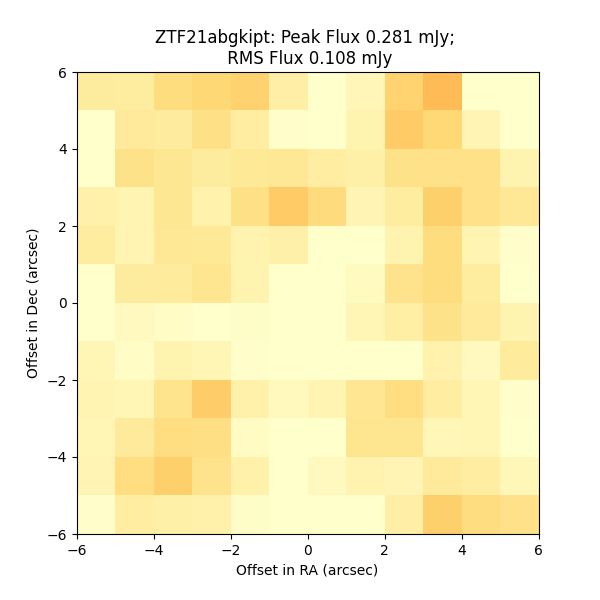 ZTF21abgkipt: Peak Flux 0.281 mJy;
RMS Flux 0.108 mJy
6
4
2
0
−2
−4
−6
Offset in Dec (arcsec)
−6 −4 −2 0 2 4 6
Offset in RA (arcsec)